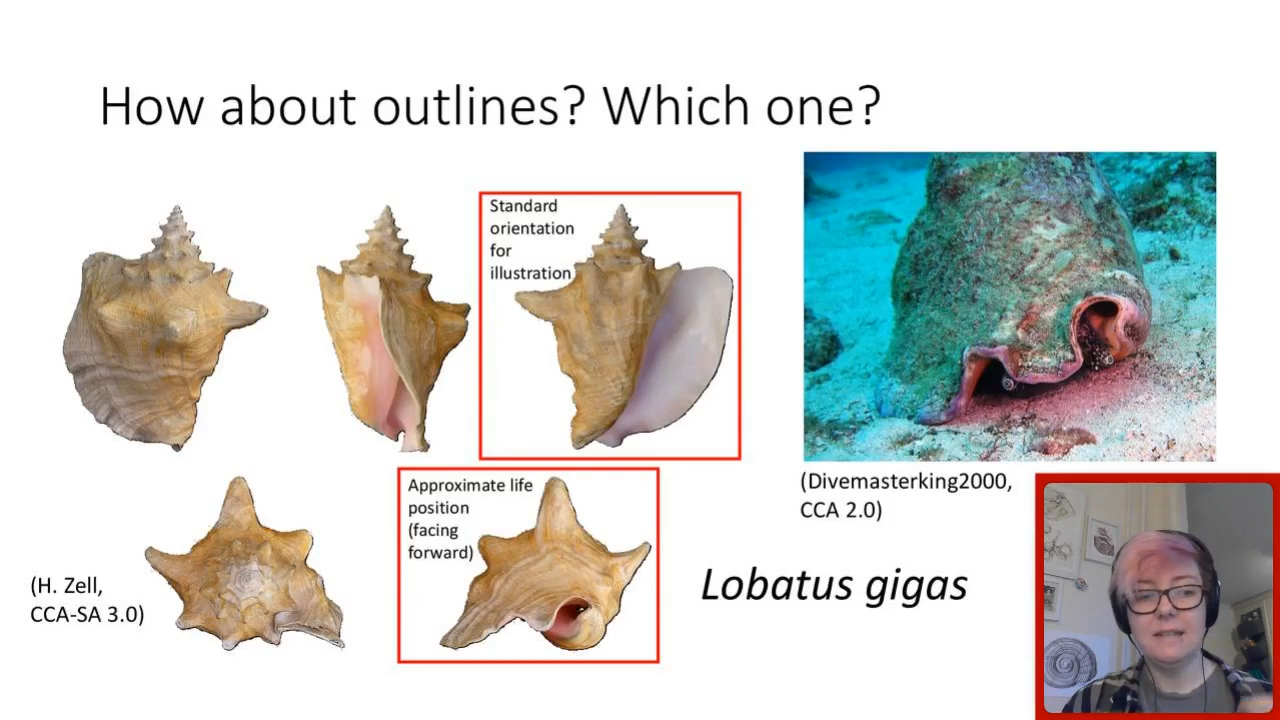 How about outlines? Which one?
Standard
orientation
for
illustration
(Divemasterking2000,
CCA 2.0)
Approximate life
position
(facing
forward)
(H. Zell,
CCA-SA 3.0)
Lobatus gigas